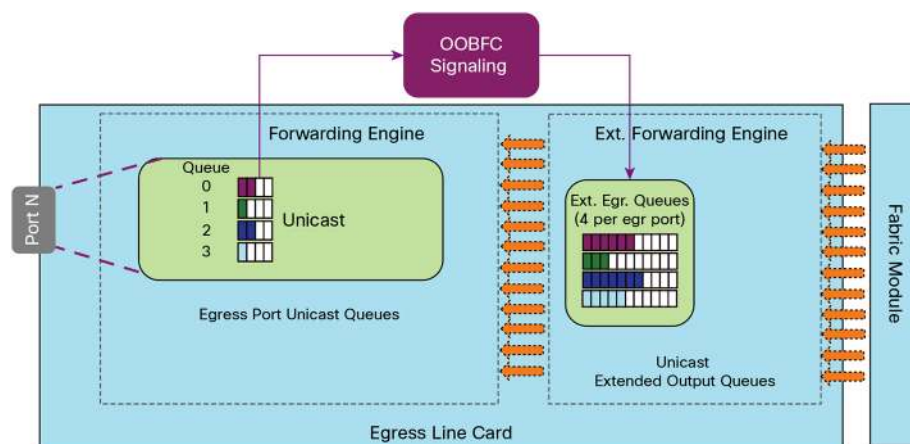 OOBFC
Signaling
Forwarding Engine
Ext. Forwarding Engine
Queue
0
1
2
3
Unicast
Port N
Ext. Egr. Queues
(4 per egr port)
Fabric Module
Egress Port Unicast Queues
Unicast
Extended Output Queues
Egress Line Card